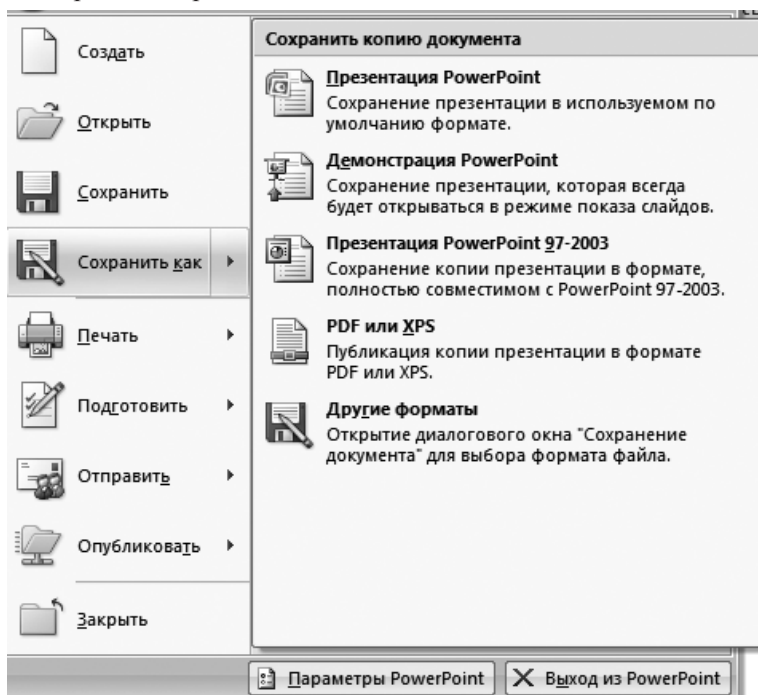 Создать
Открыть
Сохранить
Сохранить как
Печать
Подготовить
Отправить
Опубликовать
Закрыть
Сохранить копию документа
Презентация PowerPoint
Сохранение презентации в используемом по
умолчанию формате.
Демонстрация PowerPoint
Сохранение презентации, которая всегда
будет открываться в режиме показа слайдов.
Презентация PowerPoint 97-2003
Сохранение копии презентации в формате,
полностью совместимом с PowerPoint 97-2003.
PDF или XPS
Публикация копии презентации в формате
PDF или XPS.
Другие форматы
Открытие диалогового окна "Сохранение
документа" для выбора формата файла.
Параметры PowerPoint
Выход из PowerPoint